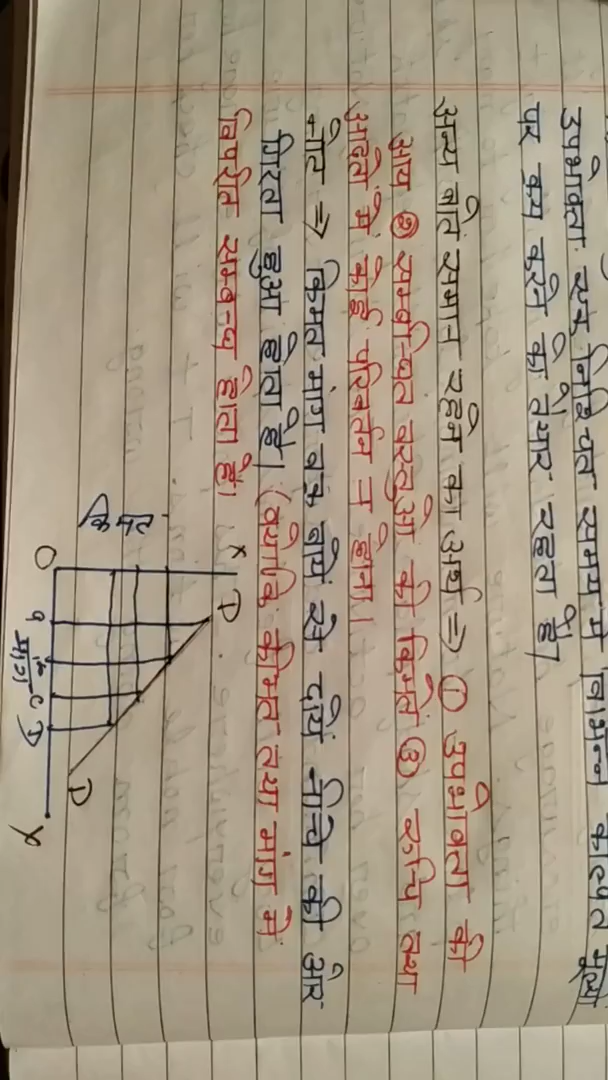 उपभोक्ता एक निश्चित समय में विभिन्न काल्पत मूल्यो
पर क्रय करने को तैयार रहता हैं।
अन्य बाते समान रहने का अर्थ ⇒ ① उपभोक्ता की
आय ② सम्बन्धित वस्तुओ की किमते ③ रूचि तथा
आदतो में कोई परिवर्तन न होना।
नोट ⇒ किमत मांग वक्र बायें से दायें नीचे की ओर
गिरता हुआ होता है। (क्योकि कीमत तथा मांग में
विपरीत सम्बन्ध होता हैं।
X
D
कीमत
D
O
a
b
c
D
Y
मांग